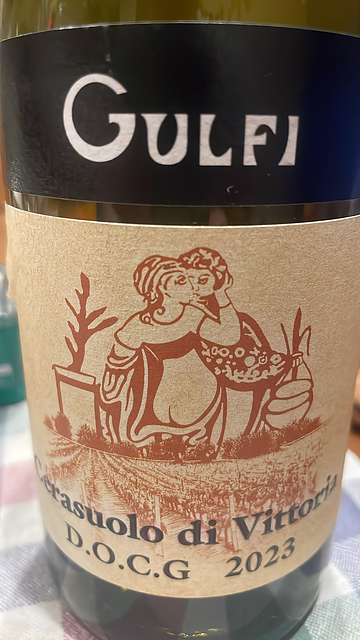 GULFI
Cerasuolo di Vittoria
D.O.C.G 2023